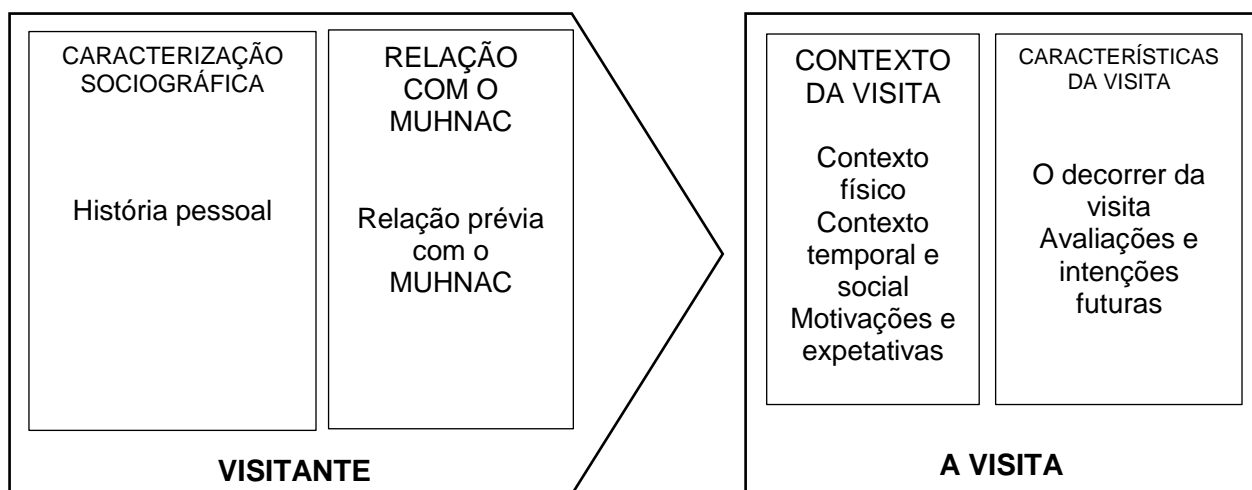 CARACTERIZAÇÃO
SOCIOGRÁFICA
História pessoal
RELAÇÃO
COM O
MUHNAC
Relação prévia
com o
MUHNAC
VISITANTE
CONTEXTO
DA VISITA
Contexto
físico
Contexto
temporal e
social
Motivações e
expetativas
CARACTERÍSTICAS
DA VISITA
O decorrer da
visita
Avaliações e
intenções
futuras
A VISITA